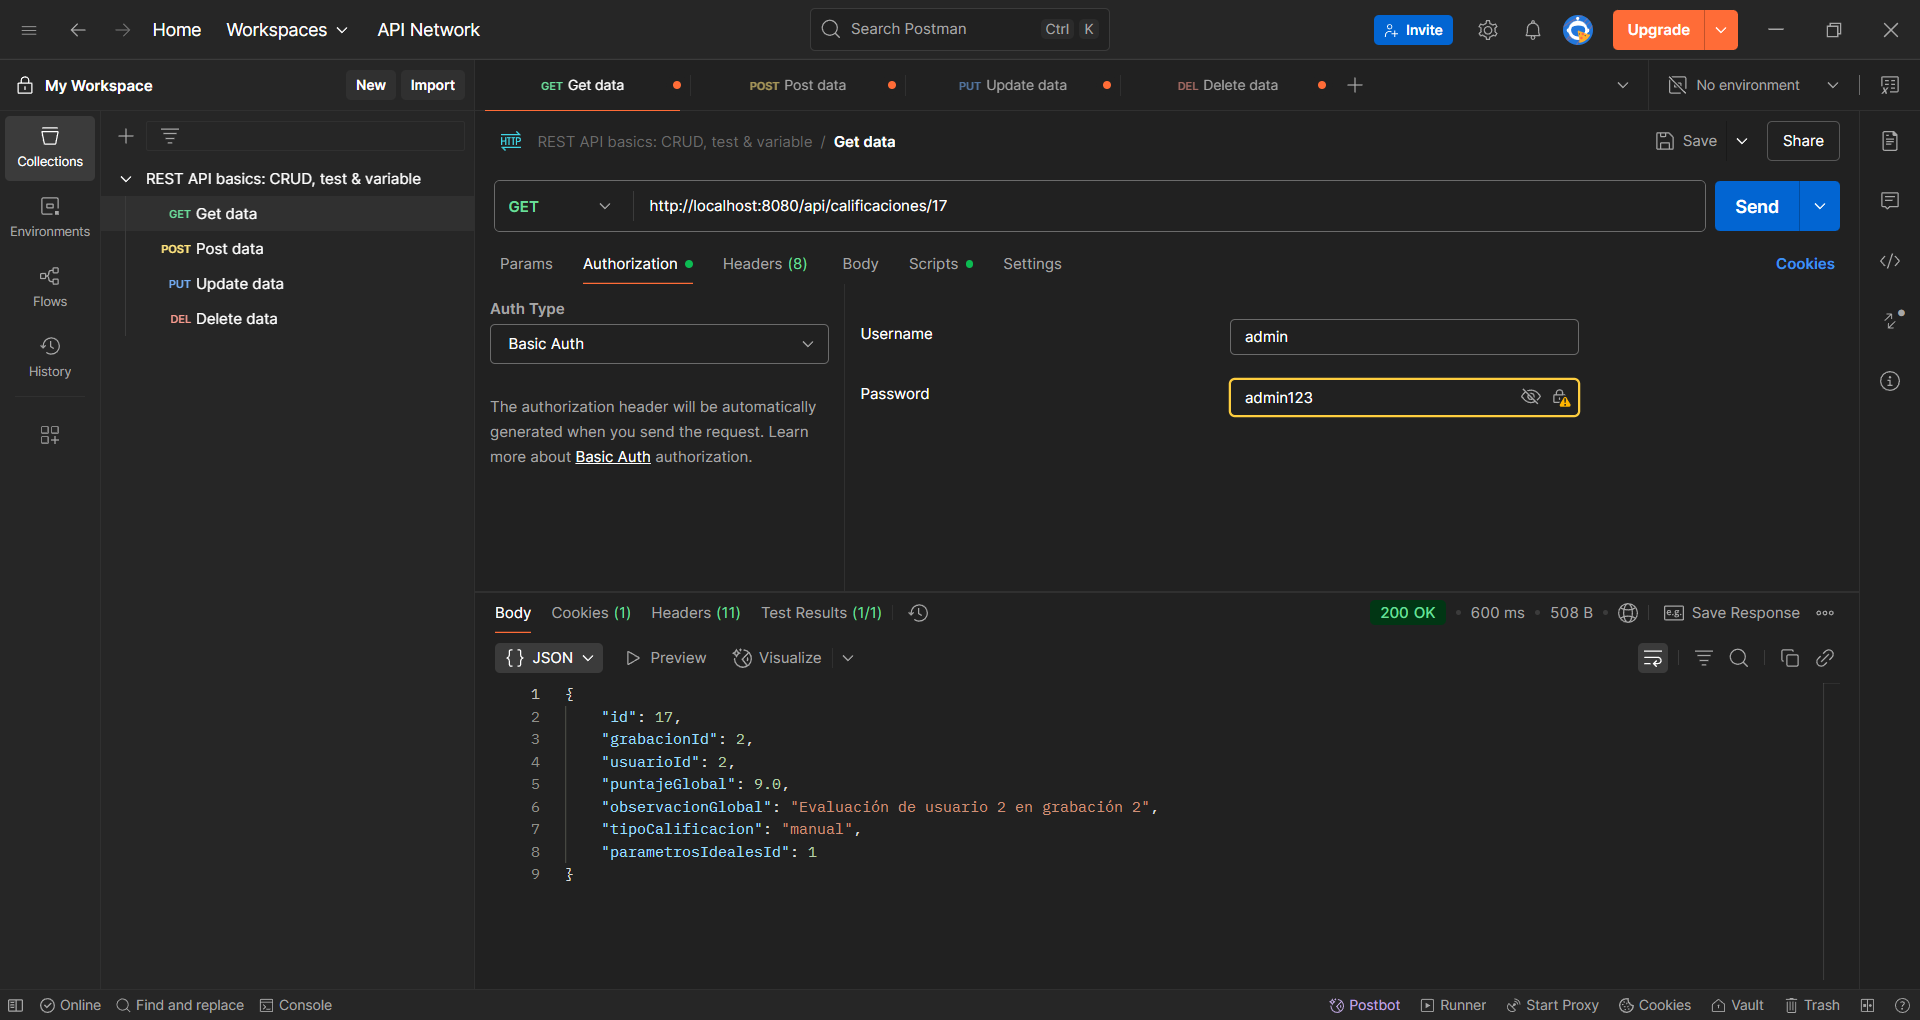 Home
Workspaces
API Network
Search Postman
Ctrl
K
Invite
Upgrade
My Workspace
New
Import
GET Get data
POST Post data
PUT Update data
DEL Delete data
No environment
Collections
Environments
Flows
History
REST API basics: CRUD, test & variable
GET Get data
POST Post data
PUT Update data
DEL Delete data
HTTP
REST API basics: CRUD, test & variable / Get data
Save
Share
GET
http://localhost:8080/api/calificaciones/17
Send
Params
Authorization
Headers (8)
Body
Scripts
Settings
Cookies
Auth Type
Basic Auth
The authorization header will be automatically
generated when you send the request. Learn
more about Basic Auth authorization.
Username
admin
Password
admin123
Body
Cookies (1)
Headers (11)
Test Results (1/1)
200 OK
600 ms
508 B
e.g.
Save Response
{} JSON
Preview
Visualize
1 {
2 "id": 17,
3 "grabacionId": 2,
4 "usuarioId": 2,
5 "puntajeGlobal": 9.0,
6 "observacionGlobal": "Evaluación de usuario 2 en grabación 2",
7 "tipoCalificacion": "manual",
8 "parametrosIdealesId": 1
9 }
Online
Find and replace
Console
Postbot
Runner
Start Proxy
Cookies
Vault
Trash